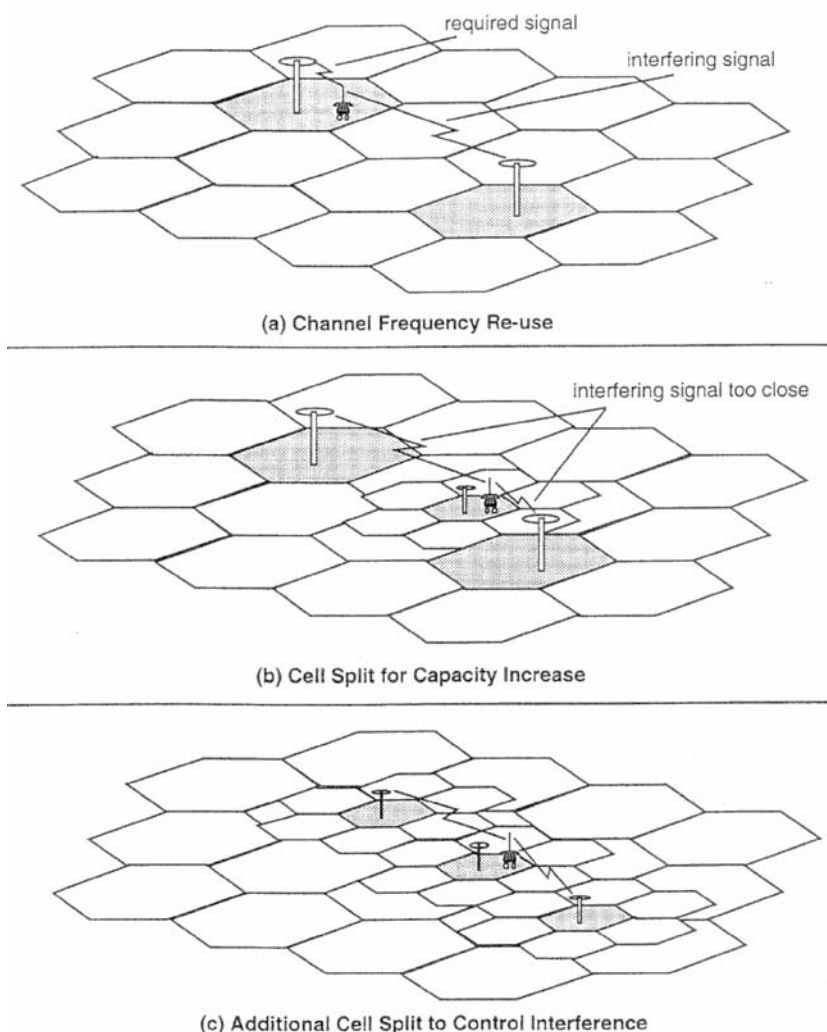 required signal
interfering signal
(a) Channel Frequency Re-use
interfering signal too close
(b) Cell Split for Capacity Increase
(c) Additional Cell Split to Control Interference